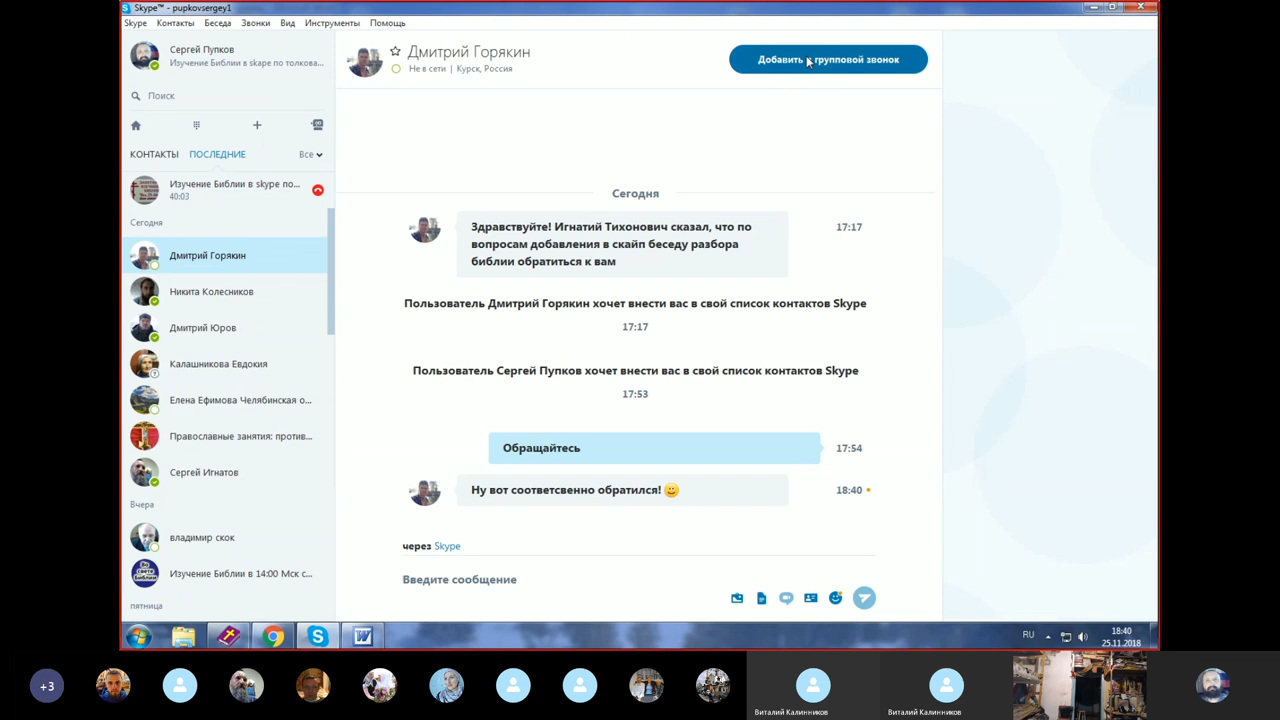 Skype™ - pupkovsergey1
Skype Контакты Беседа Звонки Вид Инструменты Помощь
Сергей Пупков
Изучение Библии в skape по толкова...
Поиск
КОНТАКТЫ ПОСЛЕДНИЕ Все
Изучение Библии в skype по...
40:03
Сегодня
Дмитрий Горякин
Никита Колесников
Дмитрий Юров
Калашникова Евдокия
Елена Ефимова Челябинская о...
Православные занятия: против...
Сергей Игнатов
Вчера
владимир скок
Изучение Библии в 14:00 Мск с...
пятница
Дмитрий Горякин
Не в сети | Курск, Россия
Добавить в групповой звонок
Сегодня
Здравствуйте! Игнатий Тихонович сказал, что по
вопросам добавления в скайп беседу разбора
библии обратиться к вам
17:17
Пользователь Дмитрий Горякин хочет внести вас в свой список контактов Skype
17:17
Пользователь Сергей Пупков хочет внести вас в свой список контактов Skype
17:53
Обращайтесь
17:54
Ну вот соответсвенно обратился!
18:40
через Skype
Введите сообщение
RU
18:40
25.11.2018
+3
Виталий Калинников
Виталий Калинников